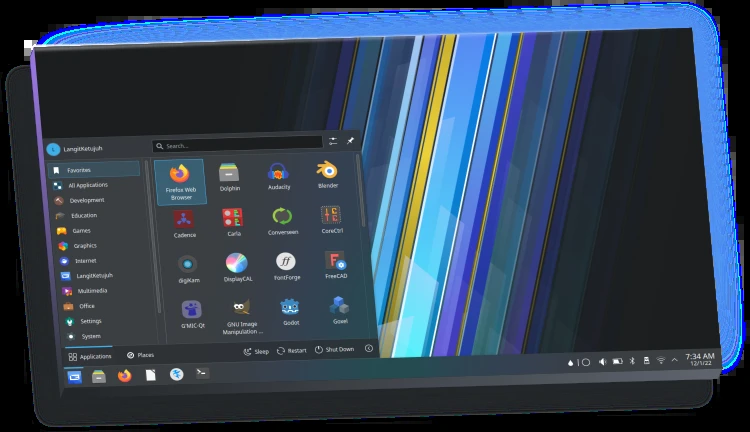 LangitKetujuh
Search...
Favorites
All Applications
Development
Education
Games
Graphics
Internet
LangitKetujuh
Multimedia
Office
Settings
System
Firefox Web
Browser
Dolphin
Audacity
Blender
Cadence
Carla
Converseen
CoreCtrl
digiKam
DisplayCAL
FontForge
FreeCAD
G'MIC-Qt
GNU Image
Manipulation ...
Godot
Goxel
Applications
Places
Sleep
Restart
Shut Down
7:34 AM
12/1/22